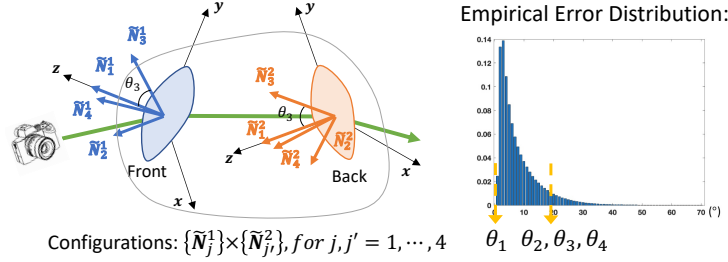 Empirical Error Distribution:
y
y
Ñ₃¹
z
Ñ₁¹
θ₃
Ñ₄¹
Ñ₂¹
Front
x
Ñ₃²
θ₃
Ñ₁²
z
Ñ₄²
Ñ₂²
Back
x
0.14
0.12
0.1
0.08
0.06
0.04
0.02
0
0 10 20 30 40 50 60 70 (°)
θ₁ θ₂, θ₃, θ₄
Configurations: {Ñⱼ¹}×{Ñⱼ′²}, for j, j′ = 1, ⋯, 4